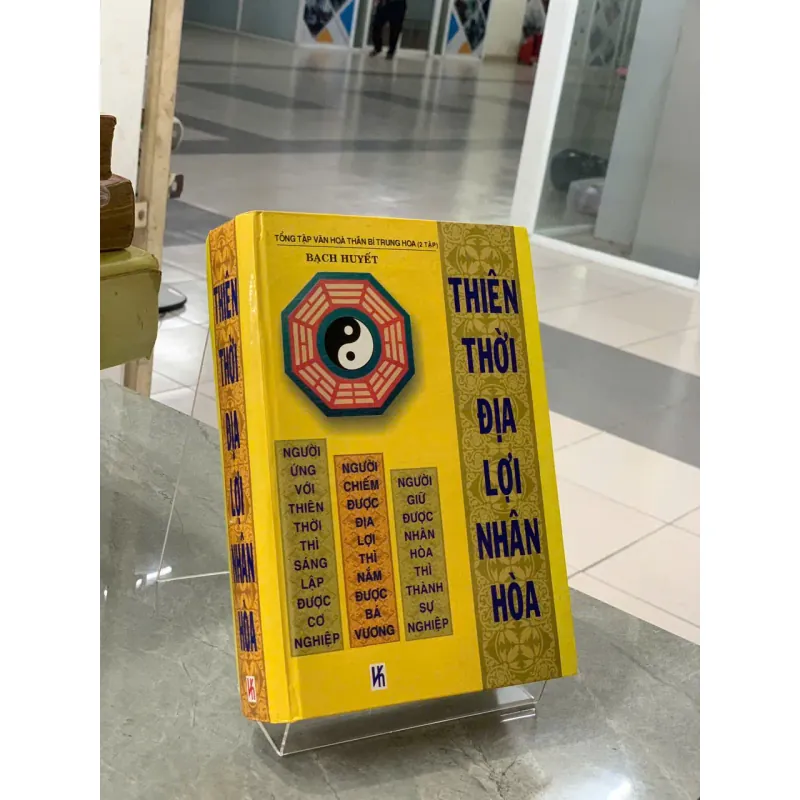 TỔNG TẬP VĂN HOÁ THẦN BÍ TRUNG HOA (2 TẬP)
BẠCH HUYẾT
THIÊN
THỜI
ĐỊA
LỢI
NHÂN
HÒA
NGƯỜI
ỨNG
VỚI
THIÊN
THỜI
THÌ
SÁNG
LẬP
ĐƯỢC
CƠ
NGHIỆP
NGƯỜI
CHIẾM
ĐƯỢC
ĐỊA
LỢI
THÌ
NẮM
ĐƯỢC
BÁ
VƯƠNG
NGƯỜI
GIỮ
ĐƯỢC
NHÂN
HÒA
THÌ
THÀNH
SỰ
NGHIỆP
THIÊN
THỜI
ĐỊA
LỢI
NHÂN
HÒA